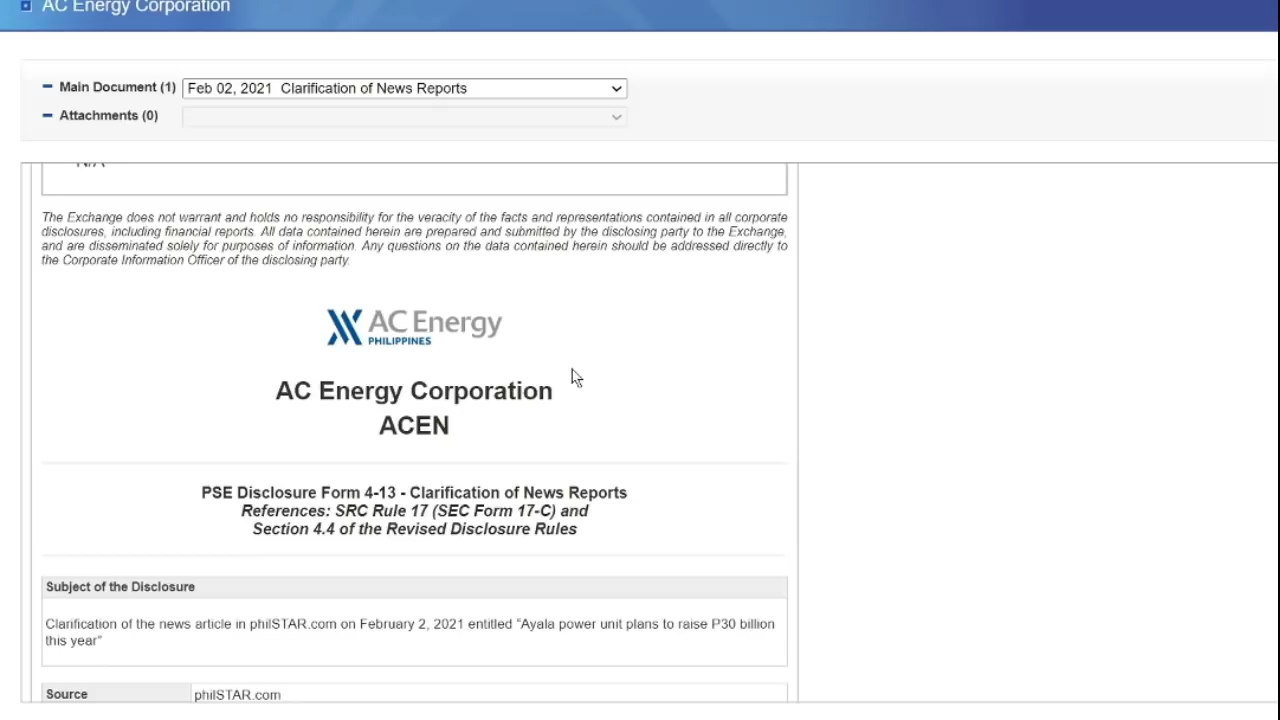 AC Energy Corporation
Main Document (1) Feb 02, 2021 Clarification of News Reports
Attachments (0)
N/A
The Exchange does not warrant and holds no responsibility for the veracity of the facts and representations contained in all corporate
disclosures, including financial reports. All data contained herein are prepared and submitted by the disclosing party to the Exchange,
and are disseminated solely for purposes of information. Any questions on the data contained herein should be addressed directly to
the Corporate Information Officer of the disclosing party.
AC Energy
PHILIPPINES
AC Energy Corporation
ACEN
PSE Disclosure Form 4-13 - Clarification of News Reports
References: SRC Rule 17 (SEC Form 17-C) and
Section 4.4 of the Revised Disclosure Rules
Subject of the Disclosure
Clarification of the news article in philSTAR.com on February 2, 2021 entitled “Ayala power unit plans to raise P30 billion
this year”
Source philSTAR.com